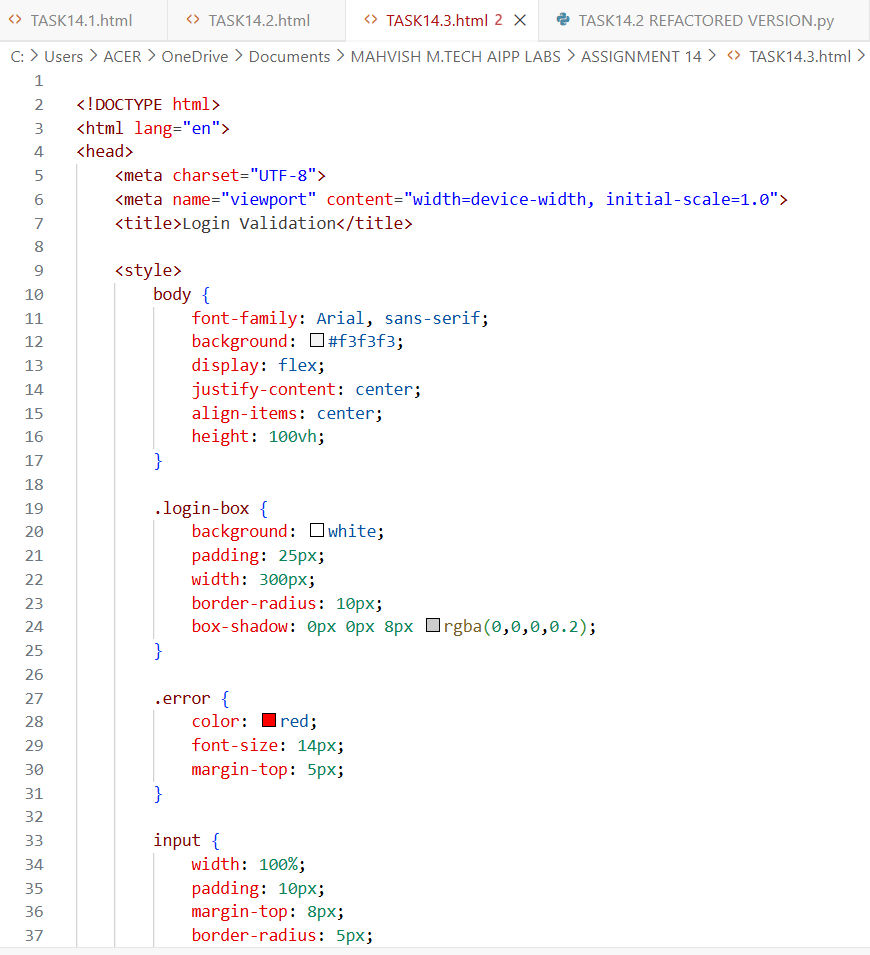 TASK14.1.html TASK14.2.html TASK14.3.html 2 TASK14.2 REFACTORED VERSION.py
C: > Users > ACER > OneDrive > Documents > MAHVISH M.TECH AIPP LABS > ASSIGNMENT 14 > <> TASK14.3.html >
1
2 <!DOCTYPE html>
3 <html lang="en">
4 <head>
5     <meta charset="UTF-8">
6     <meta name="viewport" content="width=device-width, initial-scale=1.0">
7     <title>Login Validation</title>
8
9     <style>
10         body {
11             font-family: Arial, sans-serif;
12             background: #f3f3f3;
13             display: flex;
14             justify-content: center;
15             align-items: center;
16             height: 100vh;
17         }
18
19         .login-box {
20             background: white;
21             padding: 25px;
22             width: 300px;
23             border-radius: 10px;
24             box-shadow: 0px 0px 8px rgba(0,0,0,0.2);
25         }
26
27         .error {
28             color: red;
29             font-size: 14px;
30             margin-top: 5px;
31         }
32
33         input {
34             width: 100%;
35             padding: 10px;
36             margin-top: 8px;
37             border-radius: 5px;